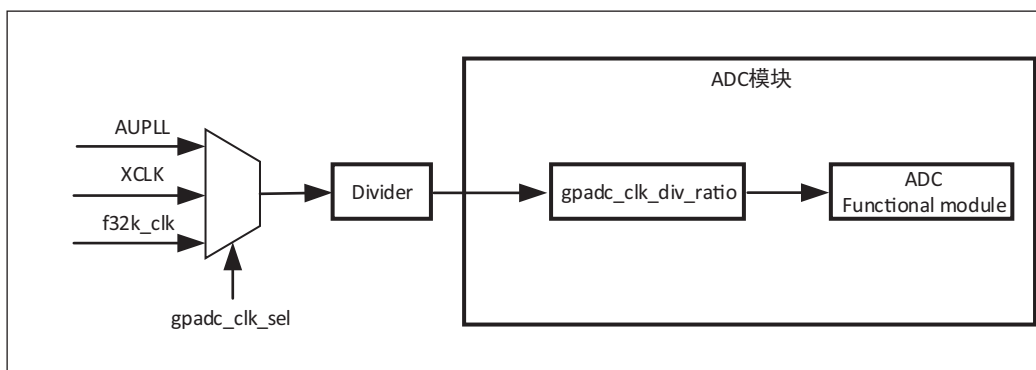 ADC模块
AUPLL
XCLK
f32k_clk
gpadc_clk_sel
Divider
gpadc_clk_div_ratio
ADC
Functional module